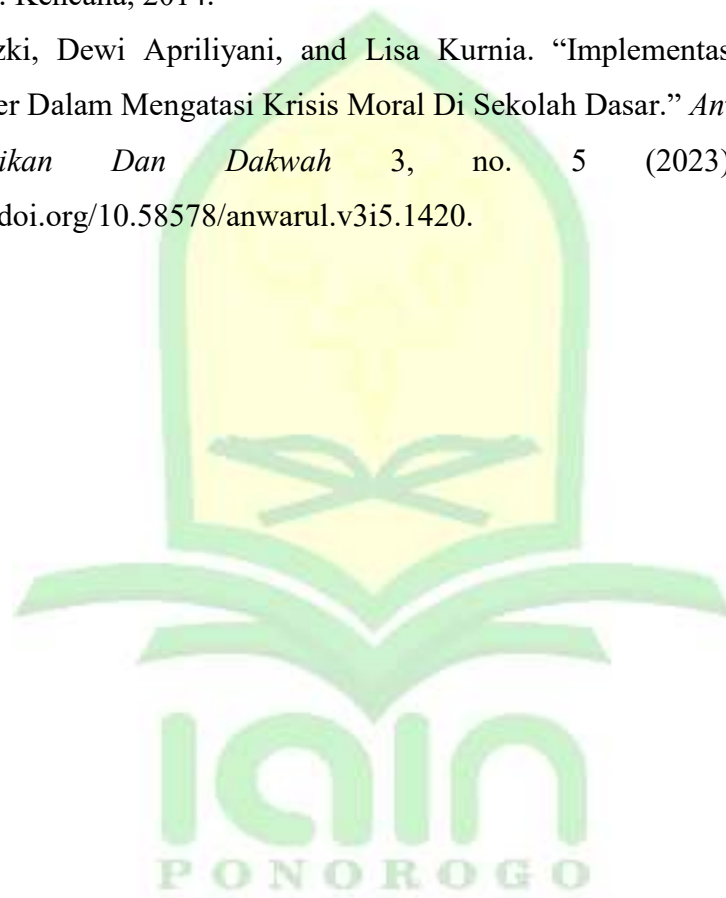 . Kencana, 2014.
zki, Dewi Apriliyani, and Lisa Kurnia. “Implementas
er Dalam Mengatasi Krisis Moral Di Sekolah Dasar.” An
ikan Dan Dakwah 3, no. 5 (2023)
doi.org/10.58578/anwarul.v3i5.1420.
iain
PONOROGO